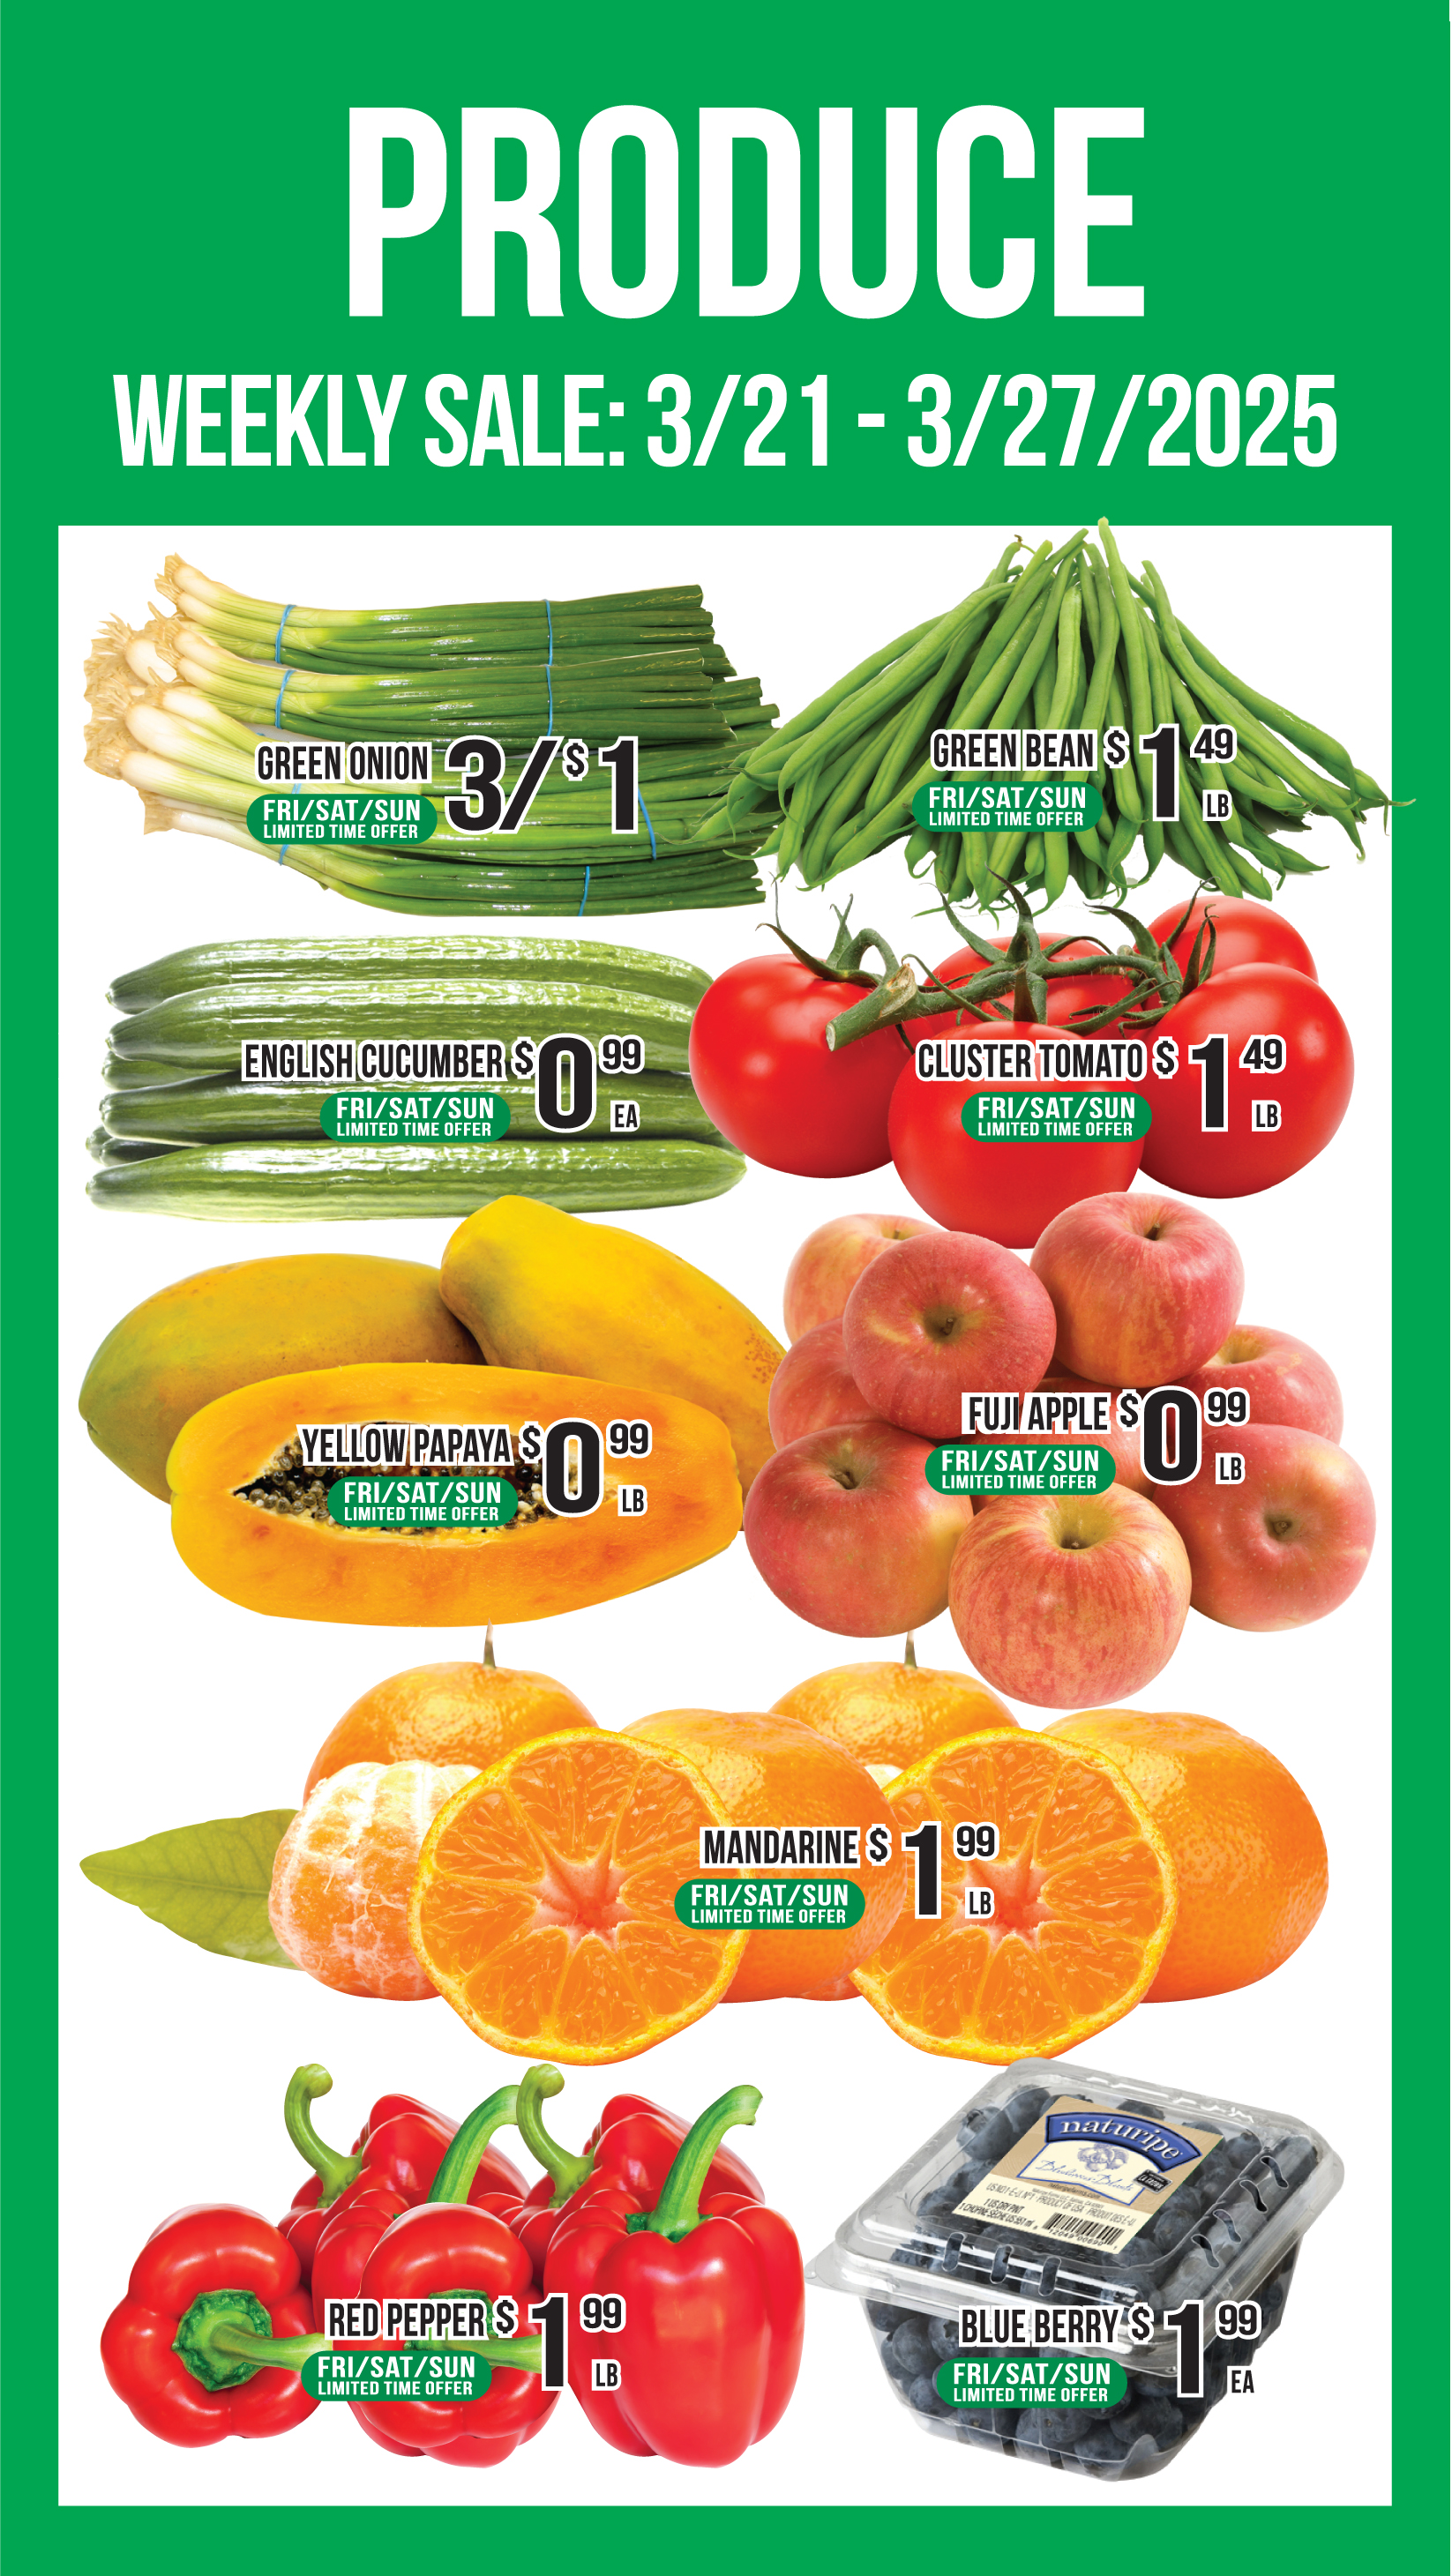 PRODUCE
WEEKLY SALE: 3/21 - 3/27/2025
GREEN ONION 3/$1
FRI/SAT/SUN
LIMITED TIME OFFER
GREEN BEAN $1 49 LB
FRI/SAT/SUN
LIMITED TIME OFFER
ENGLISH CUCUMBER $0 99 EA
FRI/SAT/SUN
LIMITED TIME OFFER
CLUSTER TOMATO $1 49 LB
FRI/SAT/SUN
LIMITED TIME OFFER
YELLOW PAPAYA $0 99 LB
FRI/SAT/SUN
LIMITED TIME OFFER
FUJI APPLE $0 99 LB
FRI/SAT/SUN
LIMITED TIME OFFER
MANDARINE $1 99 LB
FRI/SAT/SUN
LIMITED TIME OFFER
naturipe
RED PEPPER $1 99 LB
FRI/SAT/SUN
LIMITED TIME OFFER
BLUE BERRY $1 99 EA
FRI/SAT/SUN
LIMITED TIME OFFER